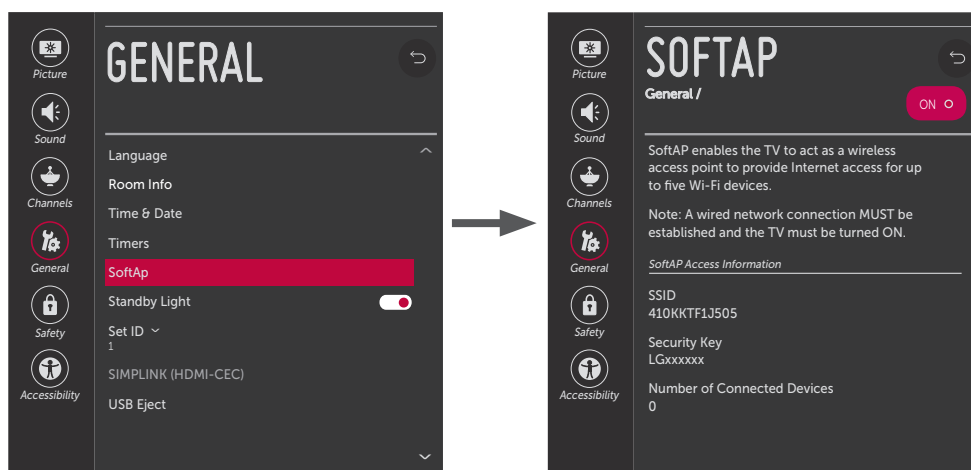 Picture
Sound
Channels
General
Safety
Accessibility
GENERAL
Language
Room Info
Time & Date
Timers
SoftAp
Standby Light
Set ID
1
SIMPLINK (HDMI-CEC)
USB Eject
Picture
Sound
Channels
General
Safety
Accessibility
SOFTAP
General /
ON
SoftAP enables the TV to act as a wireless
access point to provide Internet access for up
to five Wi-Fi devices.
Note: A wired network connection MUST be
established and the TV must be turned ON.
SoftAP Access Information
SSID
410KKTF1J505
Security Key
LGxxxxxx
Number of Connected Devices
0